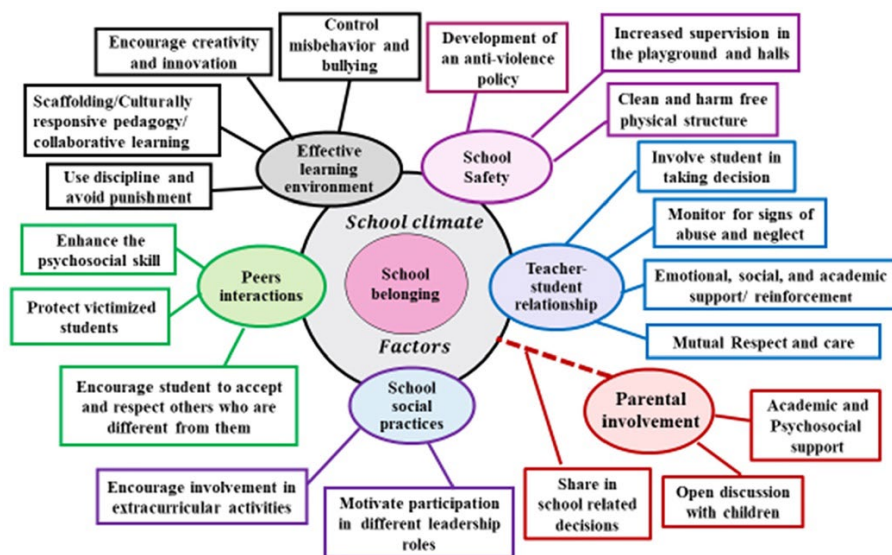 Control
misbehavior and
bullying
Encourage creativity
and innovation
Development of
an anti-violence
policy
Increased supervision in
the playground and halls
Scaffolding/Culturally
responsive pedagogy/
collaborative learning
Clean and harm free
physical structure
Effective
learning
environment
School
Safety
Use discipline
and avoid punishment
Involve student in
taking decision
School climate
Monitor for signs of
abuse and neglect
Enhance the
psychosocial skill
Peers
interactions
School
belonging
Teacher-
student
relationship
Emotional, social, and academic
support/ reinforcement
Protect victimized
students
Mutual Respect and care
Factors
Encourage student to accept
and respect others who are
different from them
School
social
practices
Parental
involvement
Academic and
Psychosocial
support
Encourage involvement in
extracurricular activities
Motivate participation
in different leadership
roles
Share in
school related
decisions
Open discussion
with children